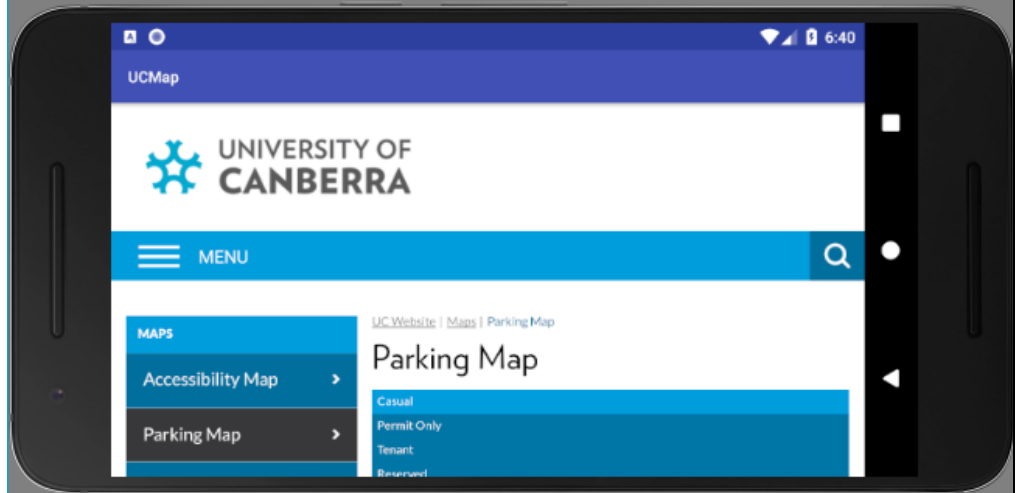 6:40
UCMap
UNIVERSITY OF
CANBERRA
MENU
MAPS
Accessibility Map
Parking Map
UC Website | Maps | Parking Map
Parking Map
Casual
Permit Only
Tenant
Reserved